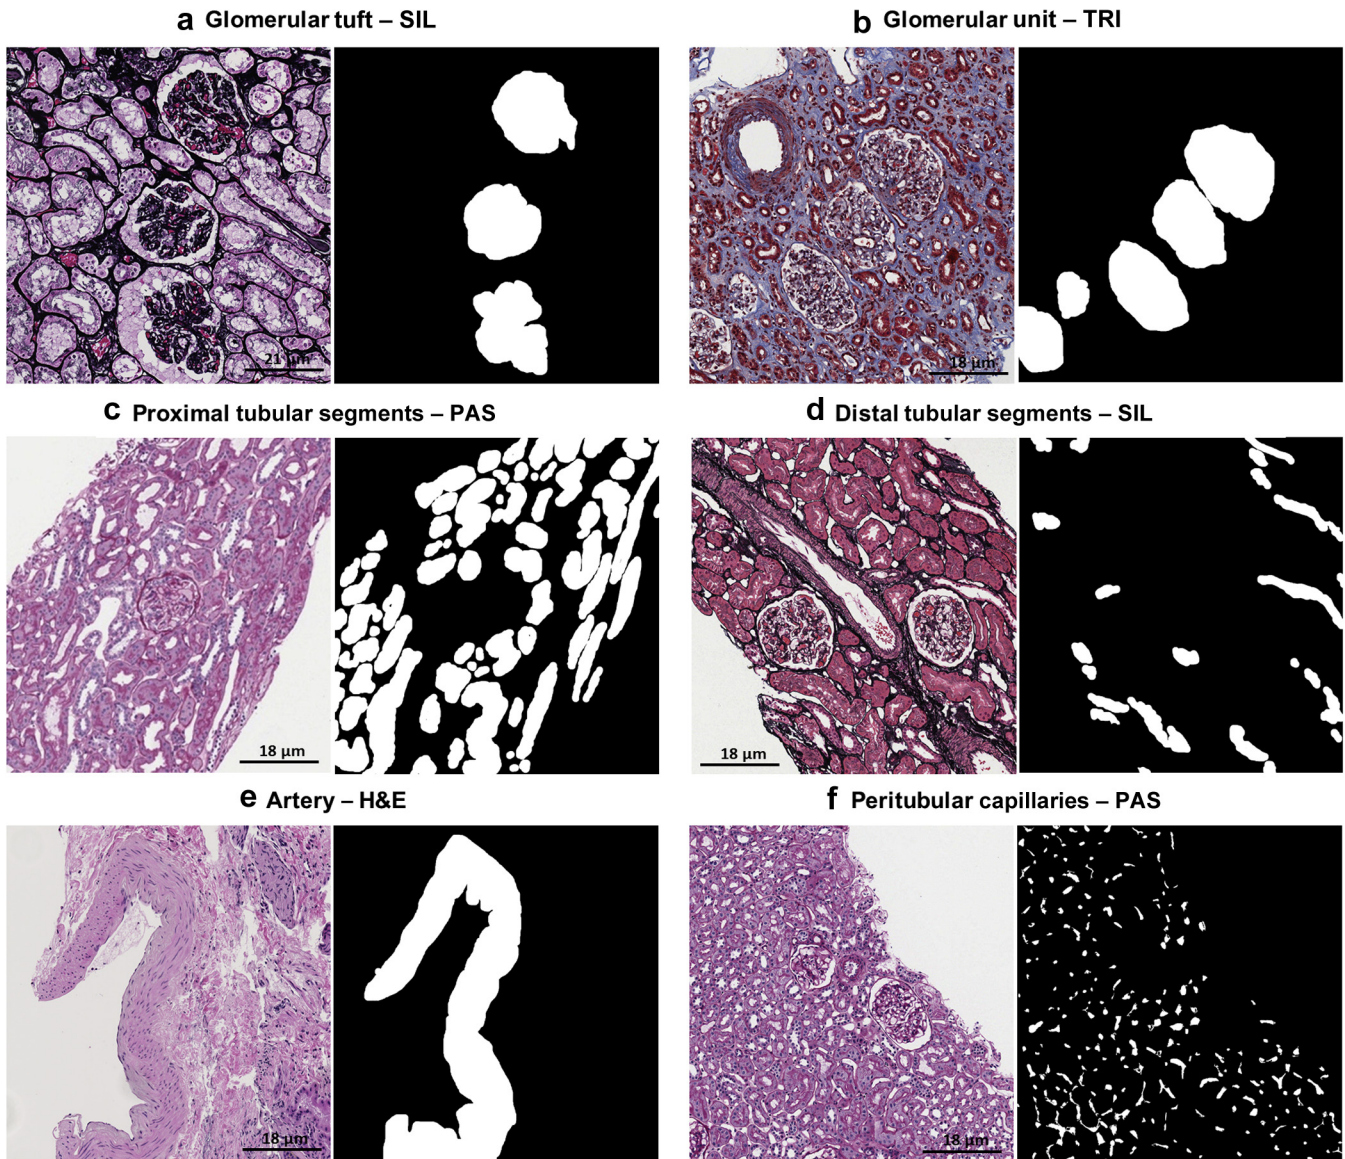 a Glomerular tuft – SIL
b Glomerular unit – TRI
21 µm
18 µm
c Proximal tubular segments – PAS
d Distal tubular segments – SIL
18 µm
18 µm
e Artery – H&E
f Peritubular capillaries – PAS
18 µm
18 µm